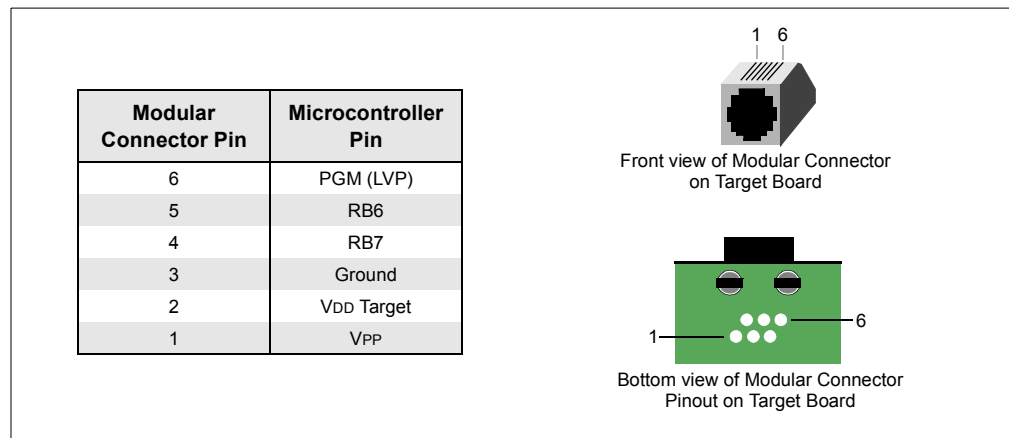 Modular Connector Pin	Microcontroller Pin
6	PGM (LVP)
5	RB6
4	RB7
3	Ground
2	VDD Target
1	VPP
1 6
Front view of Modular Connector
on Target Board
6
1
Bottom view of Modular Connector
Pinout on Target Board